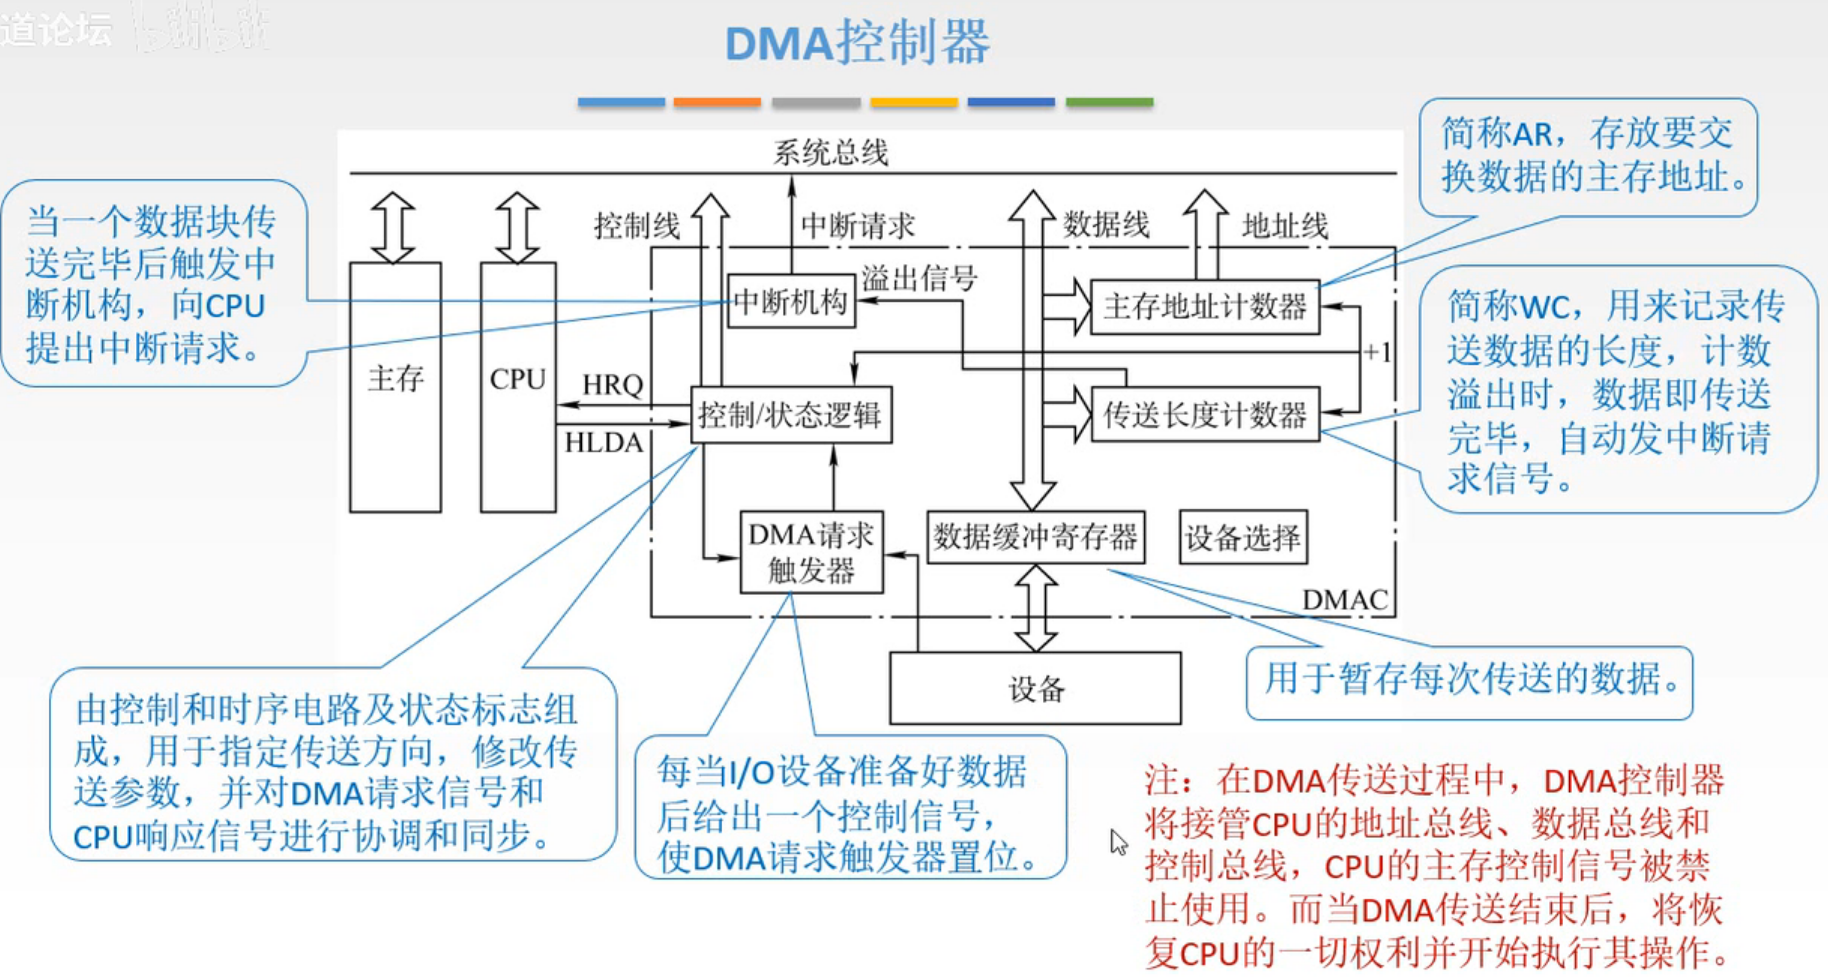 道论坛 bilibili
DMA控制器
系统总线
简称AR，存放要交
换数据的主存地址。
当一个数据块传
送完毕后触发中
断机构，向CPU
提出中断请求。
控制线
中断请求
数据线
地址线
溢出信号
中断机构
主存地址计数器
简称WC，用来记录传
送数据的长度，计数
溢出时，数据即传送
完毕，自动发中断请
求信号。
+1
主存
CPU
HRQ
HLDA
控制/状态逻辑
传送长度计数器
DMA请求
触发器
数据缓冲寄存器
设备选择
DMAC
设备
用于暂存每次传送的数据。
由控制和时序电路及状态标志组
成，用于指定传送方向，修改传
送参数，并对DMA请求信号和
CPU响应信号进行协调和同步。
每当I/O设备准备好数据
后给出一个控制信号，
使DMA请求触发器置位。
注：在DMA传送过程中，DMA控制器
将接管CPU的地址总线、数据总线和
控制总线，CPU的主存控制信号被禁
止使用。而当DMA传送结束后，将恢
复CPU的一切权利并开始执行其操作。